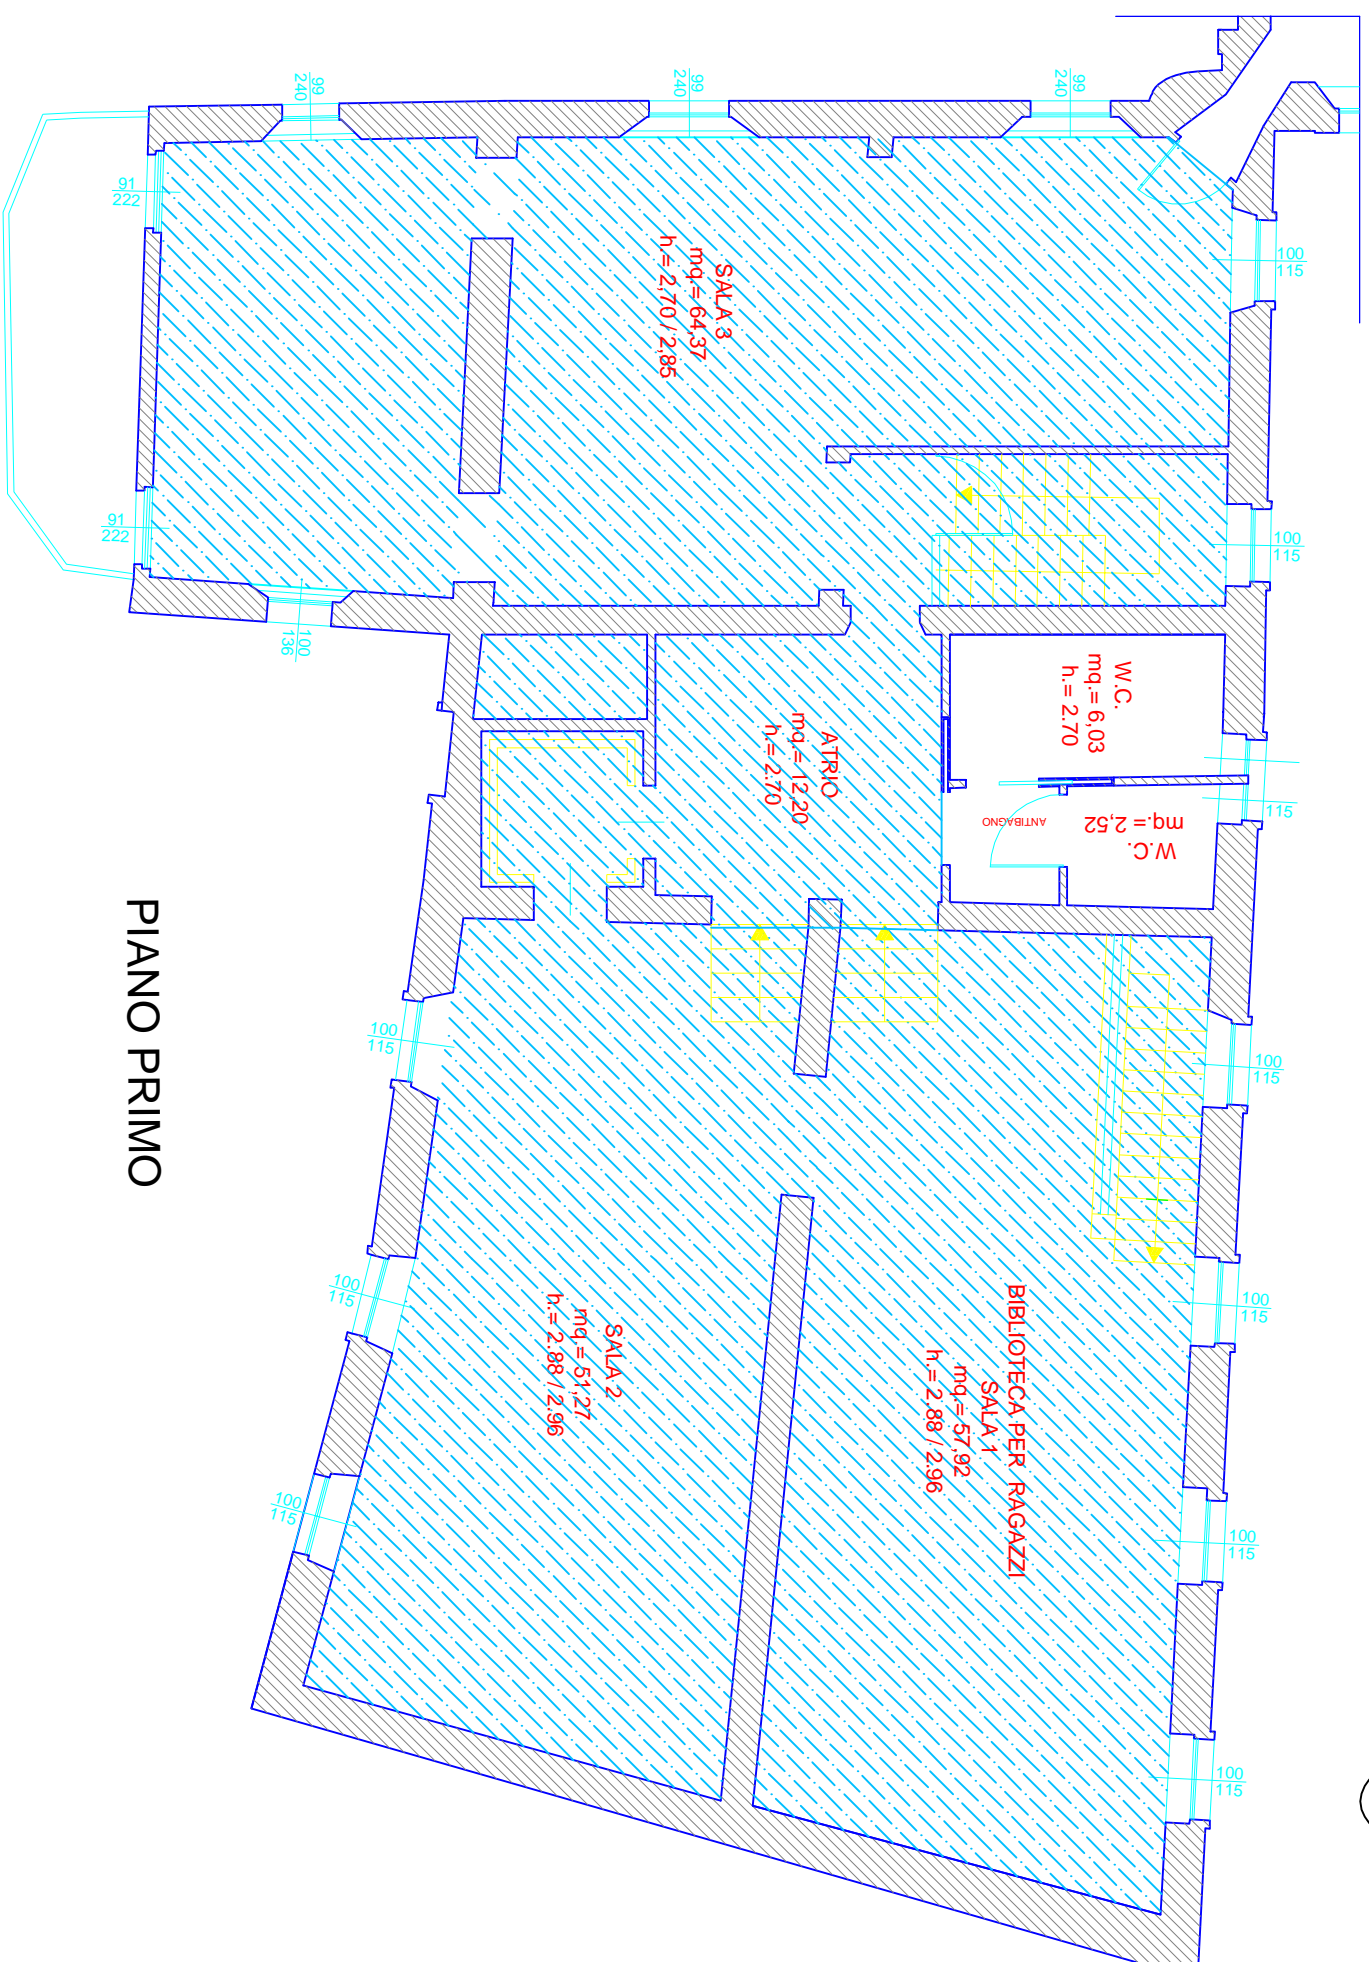 99
240
99
240
99
240
91
222
91
222
100
136
100
115
100
115
115
SALA 3
mq.= 64,37
h.= 2,70 / 2,85
W.C.
mq.= 6,03
h.= 2.70
W.C.
mq.= 2,52
ANTIBAGNO
ATRIO
mq.= 12,20
h.= 2.70
100
115
100
115
100
115
100
115
100
115
100
115
100
115
BIBLIOTECA PER RAGAZZI
SALA 1
mq.= 57,92
h.= 2.88 / 2.96
SALA 2
mq.= 51,27
h.= 2.88 / 2.96
PIANO PRIMO